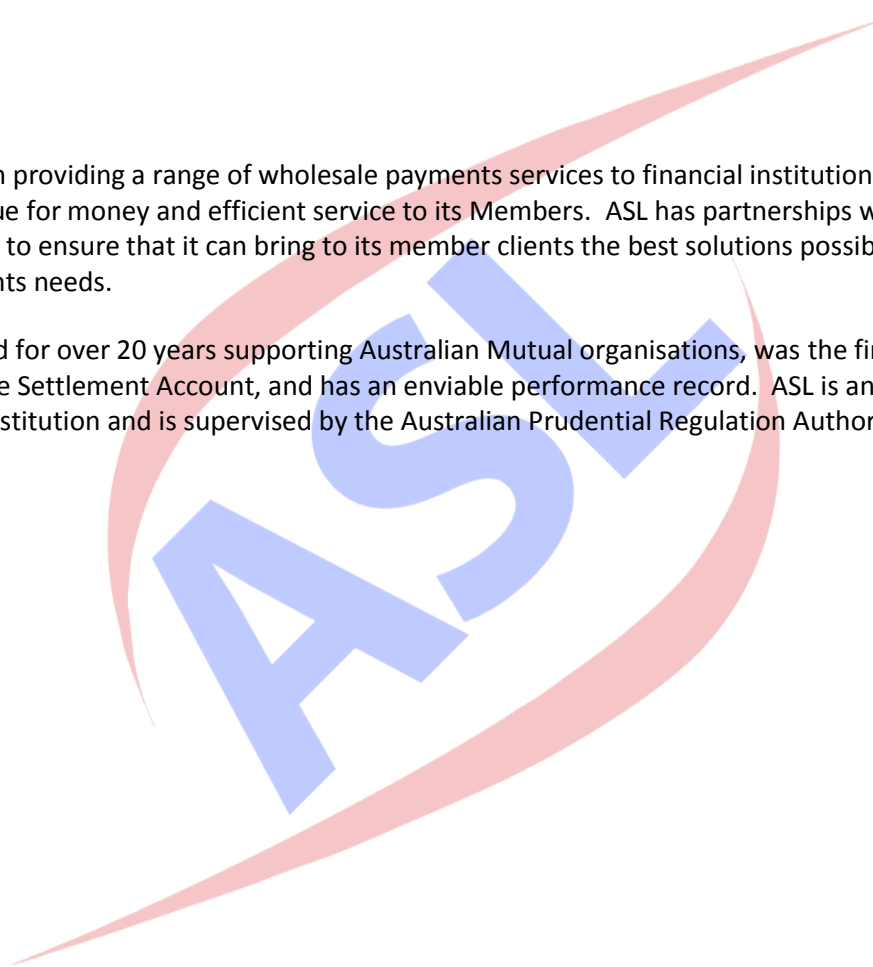 providing a range of wholesale payments services to financial institution
for money and efficient service to its Members.  ASL has partnerships w
to ensure that it can bring to its member clients the best solutions possib
nts needs.
d for over 20 years supporting Australian Mutual organisations, was the fir
e Settlement Account, and has an enviable performance record.  ASL is an
stitution and is supervised by the Australian Prudential Regulation Author
ASL